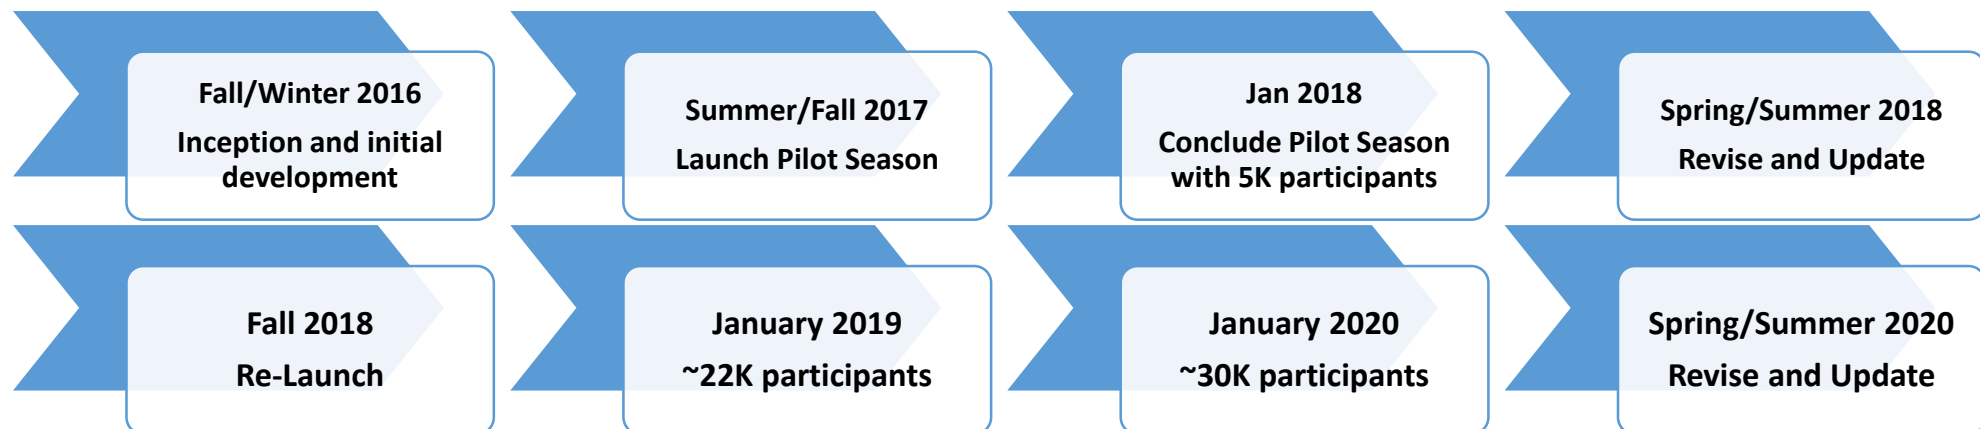 Fall/Winter 2016
Inception and initial
development
Summer/Fall 2017
Launch Pilot Season
Jan 2018
Conclude Pilot Season
with 5K participants
Spring/Summer 2018
Revise and Update
Fall 2018
Re-Launch
January 2019
~22K participants
January 2020
~30K participants
Spring/Summer 2020
Revise and Update